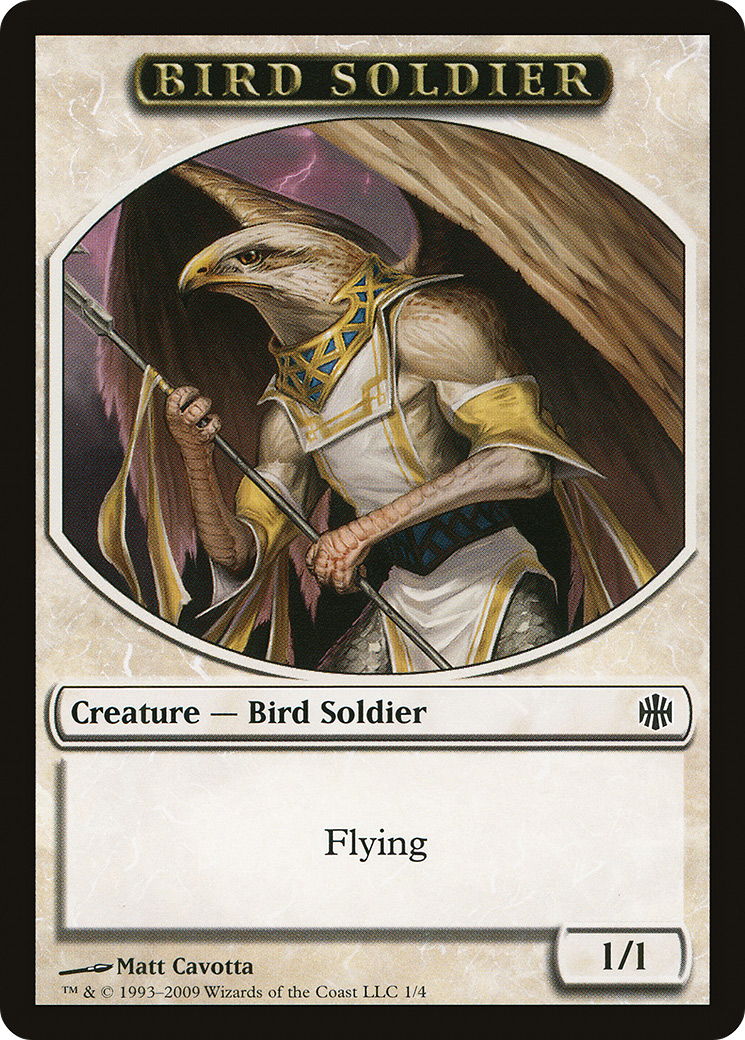 BIRD SOLDIER
Creature — Bird Soldier
Flying
1/1
Matt Cavotta
™ & © 1993–2009 Wizards of the Coast LLC 1/4